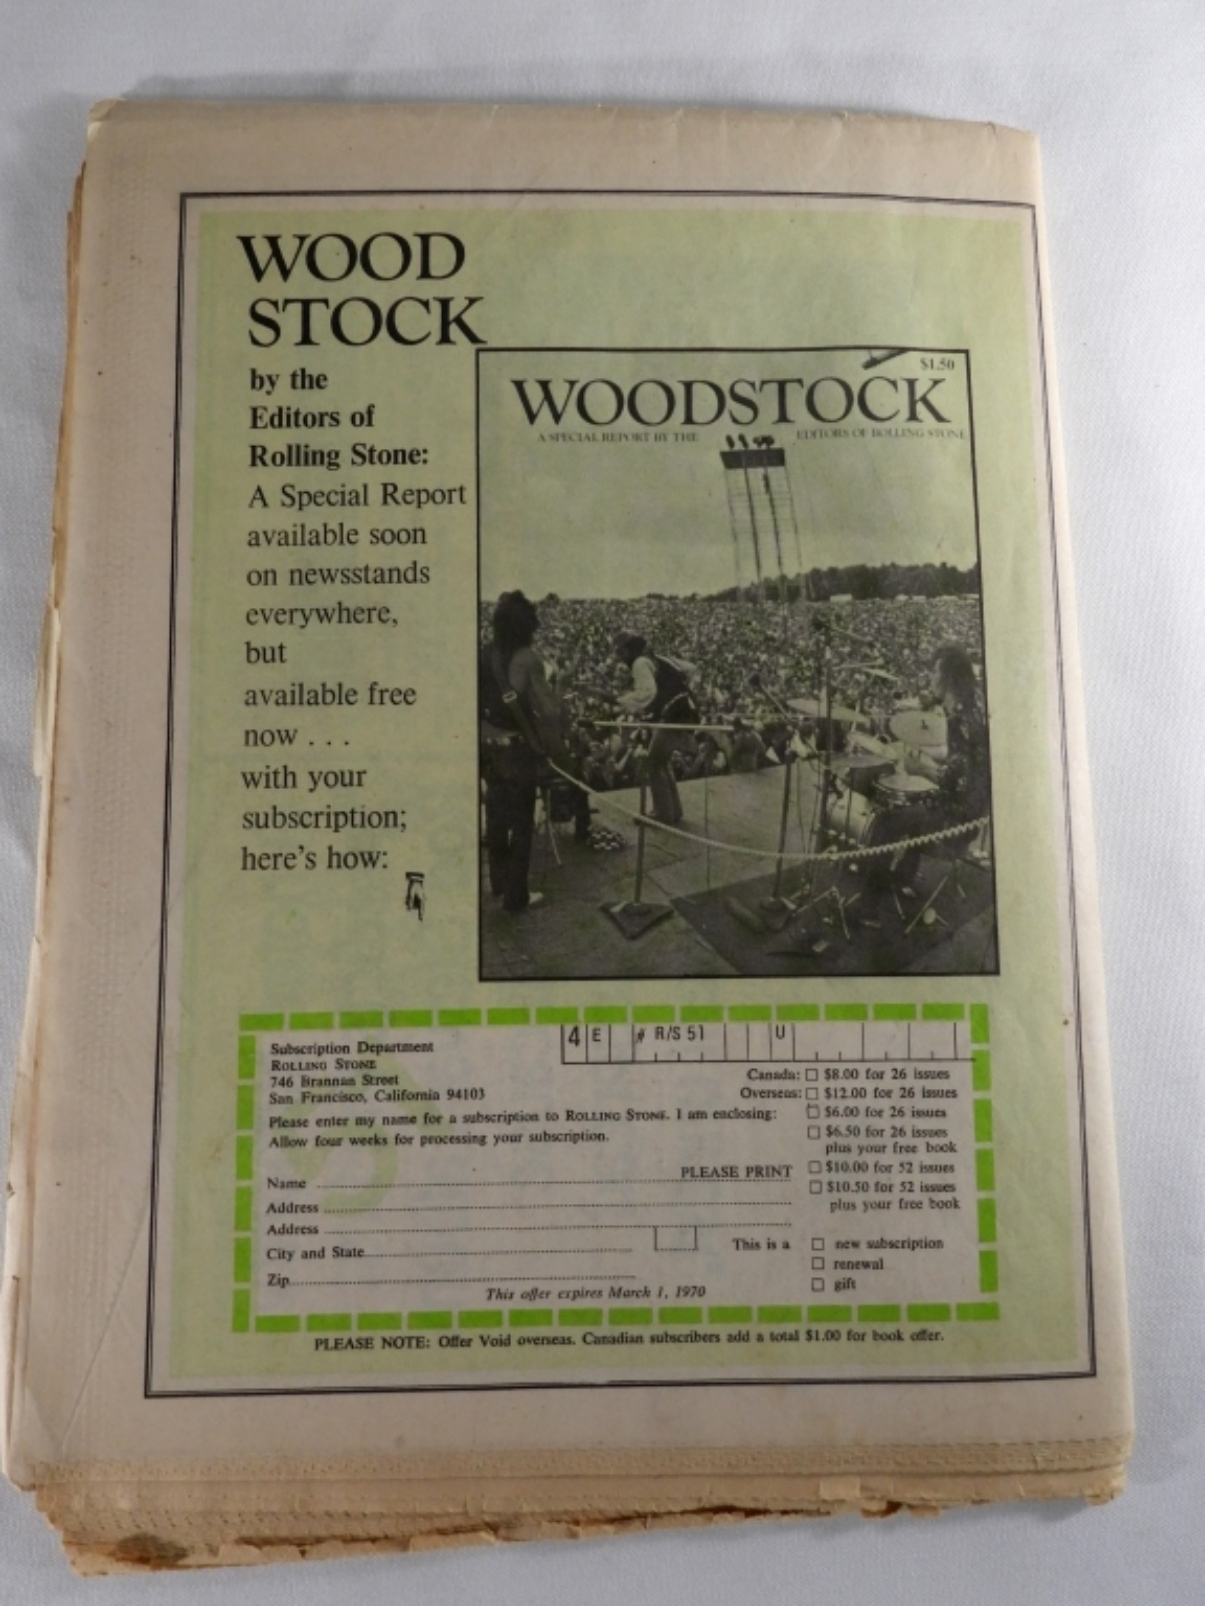 WOOD
STOCK
by the
Editors of
Rolling Stone:
A Special Report
available soon
on newsstands
everywhere,
but
available free
now . . .
with your
subscription;
here's how:
$1.50
WOODSTOCK
A SPECIAL REPORT BY THE EDITORS OF ROLLING STONE
4 E # R/S 51 U
Subscription Department
ROLLING STONE
746 Brannan Street
San Francisco, California 94103
Please enter my name for a subscription to ROLLING STONE. I am enclosing:
Allow four weeks for processing your subscription.
Canada: ☐ $8.00 for 26 issues
Overseas: ☐ $12.00 for 26 issues
☐ $6.00 for 26 issues
☐ $6.50 for 26 issues
plus your free book
☐ $10.00 for 52 issues
☐ $10.50 for 52 issues
plus your free book
PLEASE PRINT
Name
Address
Address
City and State
Zip
This is a ☐ new subscription
☐ renewal
☐ gift
This offer expires March 1, 1970
PLEASE NOTE: Offer Void overseas. Canadian subscribers add a total $1.00 for book offer.